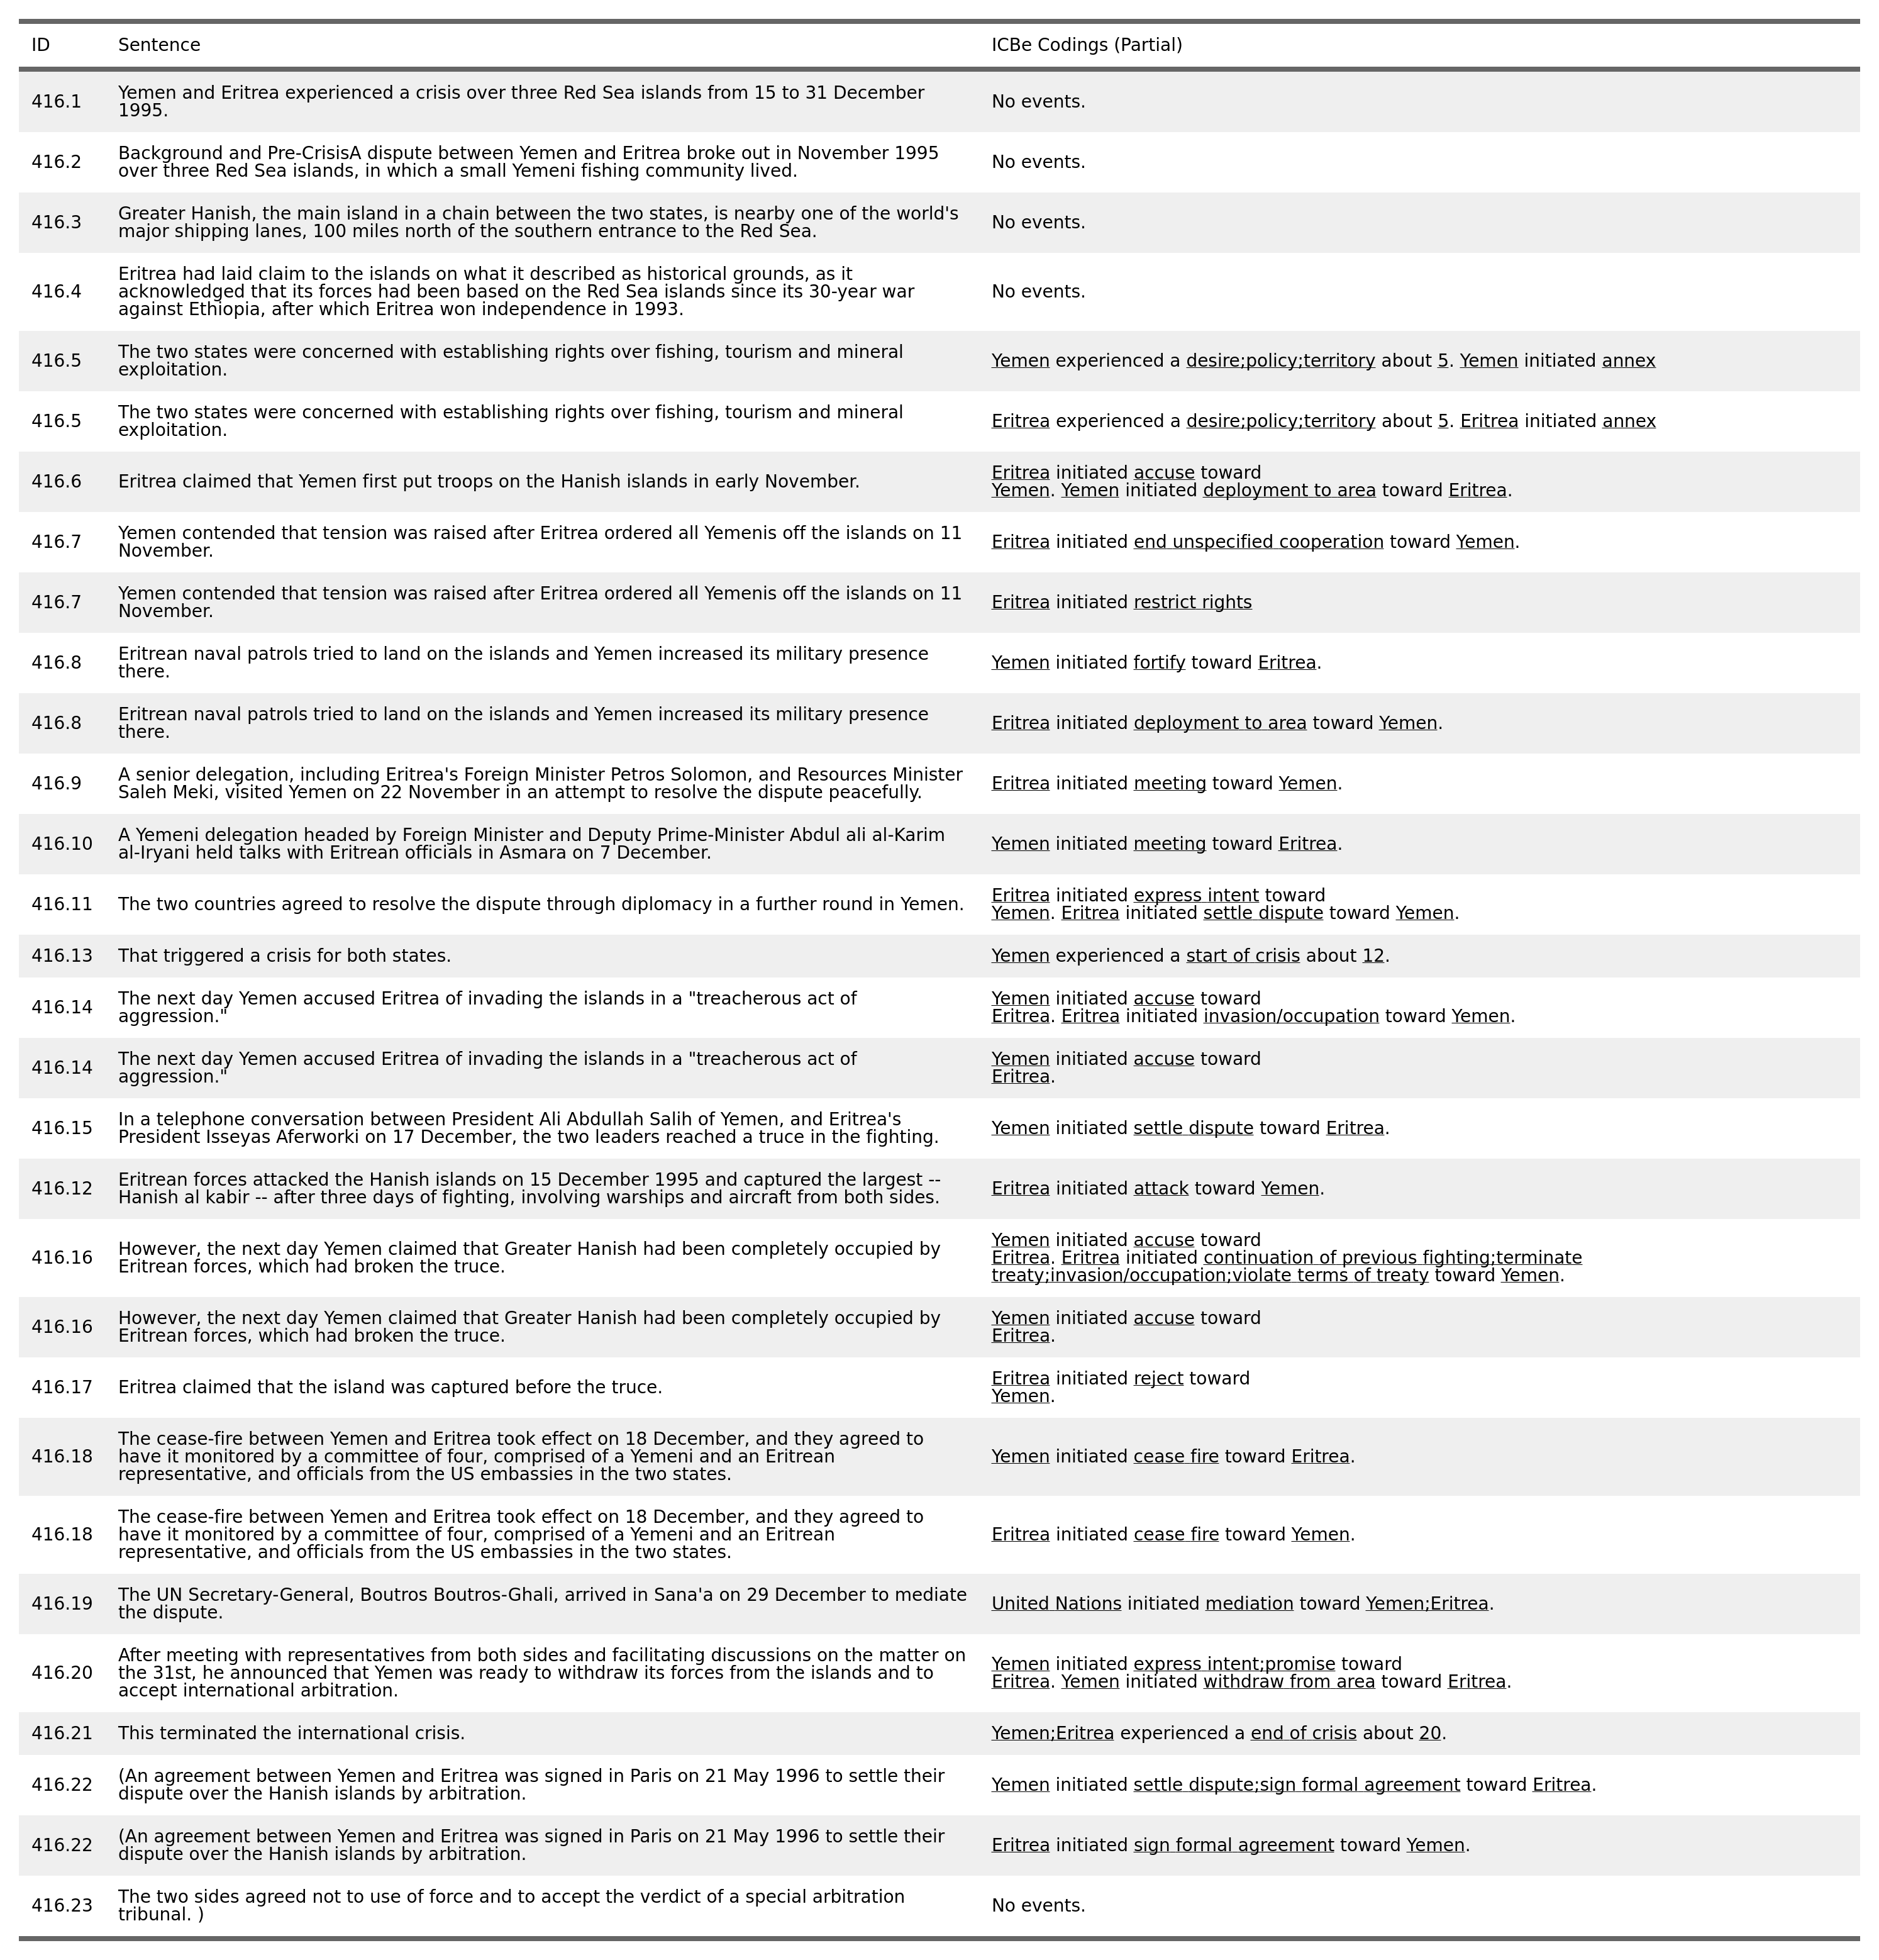 ID Sentence ICBe Codings (Partial)
416.1 Yemen and Eritrea experienced a crisis over three Red Sea islands from 15 to 31 December
1995. No events.
416.2 Background and Pre-CrisisA dispute between Yemen and Eritrea broke out in November 1995
over three Red Sea islands, in which a small Yemeni fishing community lived. No events.
416.3 Greater Hanish, the main island in a chain between the two states, is nearby one of the world's
major shipping lanes, 100 miles north of the southern entrance to the Red Sea. No events.
416.4 Eritrea had laid claim to the islands on what it described as historical grounds, as it
acknowledged that its forces had been based on the Red Sea islands since its 30-year war
against Ethiopia, after which Eritrea won independence in 1993. No events.
416.5 The two states were concerned with establishing rights over fishing, tourism and mineral
exploitation. Yemen experienced a desire;policy;territory about 5. Yemen initiated annex
416.5 The two states were concerned with establishing rights over fishing, tourism and mineral
exploitation. Eritrea experienced a desire;policy;territory about 5. Eritrea initiated annex
416.6 Eritrea claimed that Yemen first put troops on the Hanish islands in early November. Eritrea initiated accuse toward
Yemen. Yemen initiated deployment to area toward Eritrea.
416.7 Yemen contended that tension was raised after Eritrea ordered all Yemenis off the islands on 11
November. Eritrea initiated end unspecified cooperation toward Yemen.
416.7 Yemen contended that tension was raised after Eritrea ordered all Yemenis off the islands on 11
November. Eritrea initiated restrict rights
416.8 Eritrean naval patrols tried to land on the islands and Yemen increased its military presence
there. Yemen initiated fortify toward Eritrea.
416.8 Eritrean naval patrols tried to land on the islands and Yemen increased its military presence
there. Eritrea initiated deployment to area toward Yemen.
416.9 A senior delegation, including Eritrea's Foreign Minister Petros Solomon, and Resources Minister
Saleh Meki, visited Yemen on 22 November in an attempt to resolve the dispute peacefully. Eritrea initiated meeting toward Yemen.
416.10 A Yemeni delegation headed by Foreign Minister and Deputy Prime-Minister Abdul ali al-Karim
al-Iryani held talks with Eritrean officials in Asmara on 7 December. Yemen initiated meeting toward Eritrea.
416.11 The two countries agreed to resolve the dispute through diplomacy in a further round in Yemen. Eritrea initiated express intent toward
Yemen. Eritrea initiated settle dispute toward Yemen.
416.13 That triggered a crisis for both states. Yemen experienced a start of crisis about 12.
416.14 The next day Yemen accused Eritrea of invading the islands in a "treacherous act of
aggression." Yemen initiated accuse toward
Eritrea. Eritrea initiated invasion/occupation toward Yemen.
416.14 The next day Yemen accused Eritrea of invading the islands in a "treacherous act of
aggression." Yemen initiated accuse toward
Eritrea.
416.15 In a telephone conversation between President Ali Abdullah Salih of Yemen, and Eritrea's
President Isseyas Aferworki on 17 December, the two leaders reached a truce in the fighting. Yemen initiated settle dispute toward Eritrea.
416.12 Eritrean forces attacked the Hanish islands on 15 December 1995 and captured the largest --
Hanish al kabir -- after three days of fighting, involving warships and aircraft from both sides. Eritrea initiated attack toward Yemen.
416.16 However, the next day Yemen claimed that Greater Hanish had been completely occupied by
Eritrean forces, which had broken the truce. Yemen initiated accuse toward
Eritrea. Eritrea initiated continuation of previous fighting;terminate
treaty;invasion/occupation;violate terms of treaty toward Yemen.
416.16 However, the next day Yemen claimed that Greater Hanish had been completely occupied by
Eritrean forces, which had broken the truce. Yemen initiated accuse toward
Eritrea.
416.17 Eritrea claimed that the island was captured before the truce. Eritrea initiated reject toward
Yemen.
416.18 The cease-fire between Yemen and Eritrea took effect on 18 December, and they agreed to
have it monitored by a committee of four, comprised of a Yemeni and an Eritrean
representative, and officials from the US embassies in the two states. Yemen initiated cease fire toward Eritrea.
416.18 The cease-fire between Yemen and Eritrea took effect on 18 December, and they agreed to
have it monitored by a committee of four, comprised of a Yemeni and an Eritrean
representative, and officials from the US embassies in the two states. Eritrea initiated cease fire toward Yemen.
416.19 The UN Secretary-General, Boutros Boutros-Ghali, arrived in Sana'a on 29 December to mediate
the dispute. United Nations initiated mediation toward Yemen;Eritrea.
416.20 After meeting with representatives from both sides and facilitating discussions on the matter on
the 31st, he announced that Yemen was ready to withdraw its forces from the islands and to
accept international arbitration. Yemen initiated express intent;promise toward
Eritrea. Yemen initiated withdraw from area toward Eritrea.
416.21 This terminated the international crisis. Yemen;Eritrea experienced a end of crisis about 20.
416.22 (An agreement between Yemen and Eritrea was signed in Paris on 21 May 1996 to settle their
dispute over the Hanish islands by arbitration. Yemen initiated settle dispute;sign formal agreement toward Eritrea.
416.22 (An agreement between Yemen and Eritrea was signed in Paris on 21 May 1996 to settle their
dispute over the Hanish islands by arbitration. Eritrea initiated sign formal agreement toward Yemen.
416.23 The two sides agreed not to use of force and to accept the verdict of a special arbitration
tribunal. ) No events.